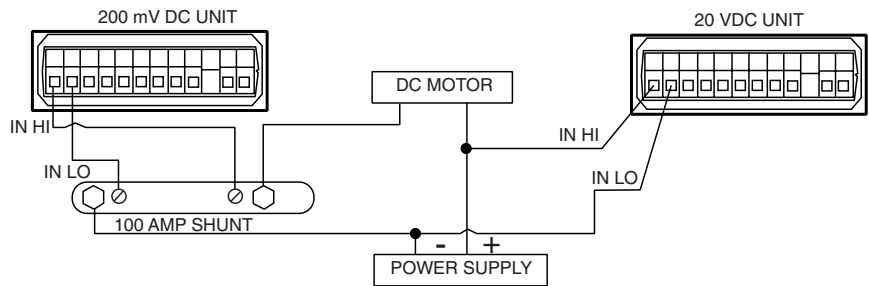 200 mV DC UNIT
20 VDC UNIT
DC MOTOR
IN HI
IN HI
IN LO
IN LO
100 AMP SHUNT
- +
POWER SUPPLY